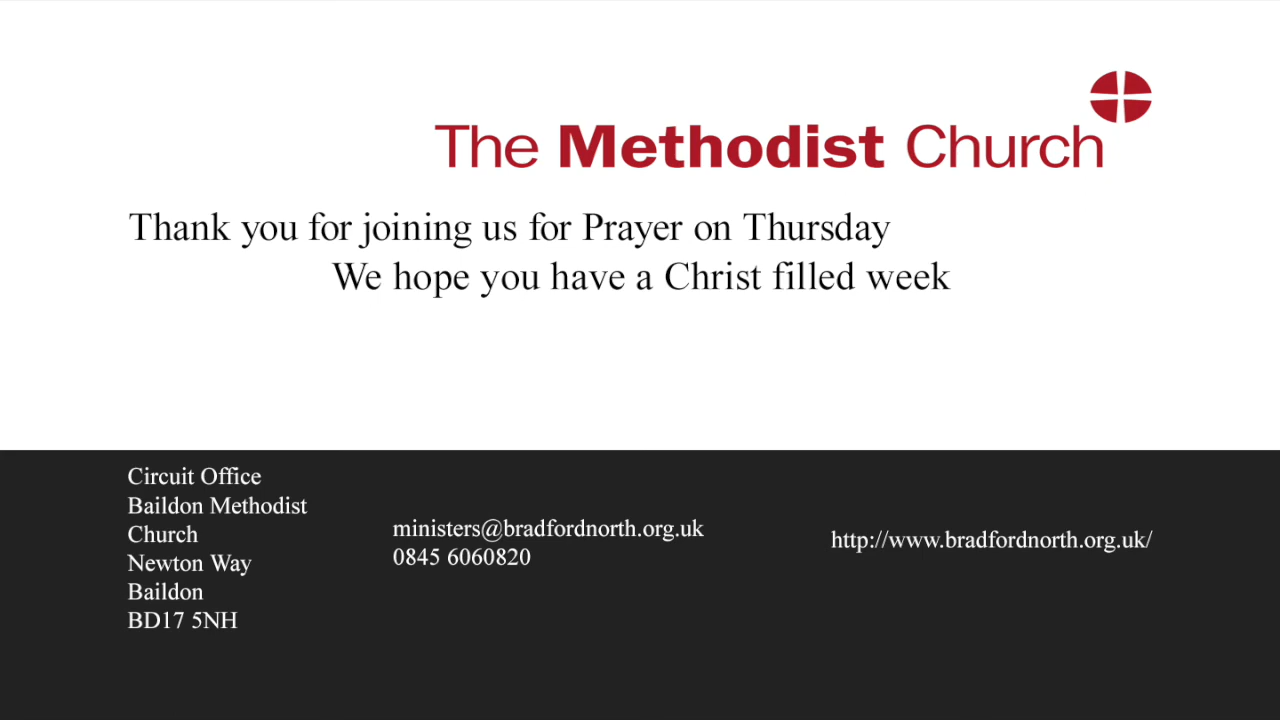 The Methodist Church
Thank you for joining us for Prayer on Thursday
We hope you have a Christ filled week
Circuit Office
Baildon Methodist
Church
Newton Way
Baildon
BD17 5NH
ministers@bradfordnorth.org.uk
0845 6060820
http://www.bradfordnorth.org.uk/